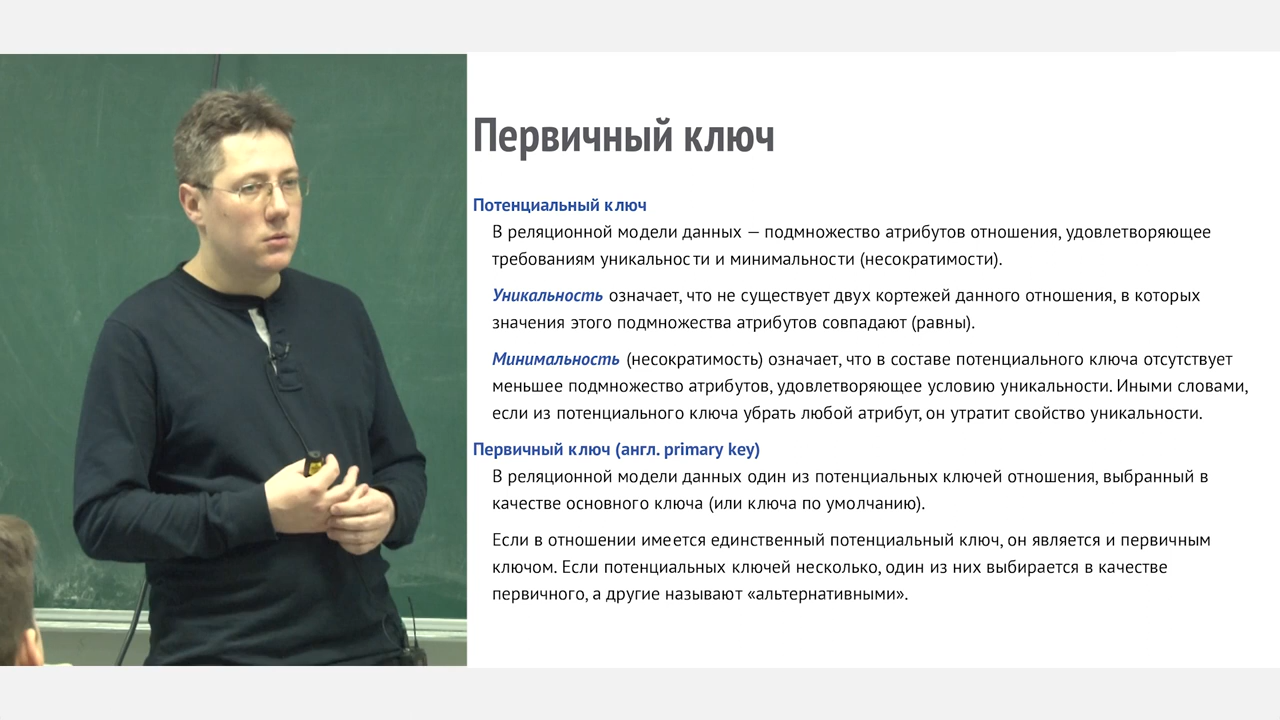 Первичный ключ
Потенциальный ключ
В реляционной модели данных — подмножество атрибутов отношения, удовлетворяющее
требованиям уникальности и минимальности (несократимости).
Уникальность означает, что не существует двух кортежей данного отношения, в которых
значения этого подмножества атрибутов совпадают (равны).
Минимальность (несократимость) означает, что в составе потенциального ключа отсутствует
меньшее подмножество атрибутов, удовлетворяющее условию уникальности. Иными словами,
если из потенциального ключа убрать любой атрибут, он утратит свойство уникальности.
Первичный ключ (англ. primary key)
В реляционной модели данных один из потенциальных ключей отношения, выбранный в
качестве основного ключа (или ключа по умолчанию).
Если в отношении имеется единственный потенциальный ключ, он является и первичным
ключом. Если потенциальных ключей несколько, один из них выбирается в качестве
первичного, а другие называют «альтернативными».